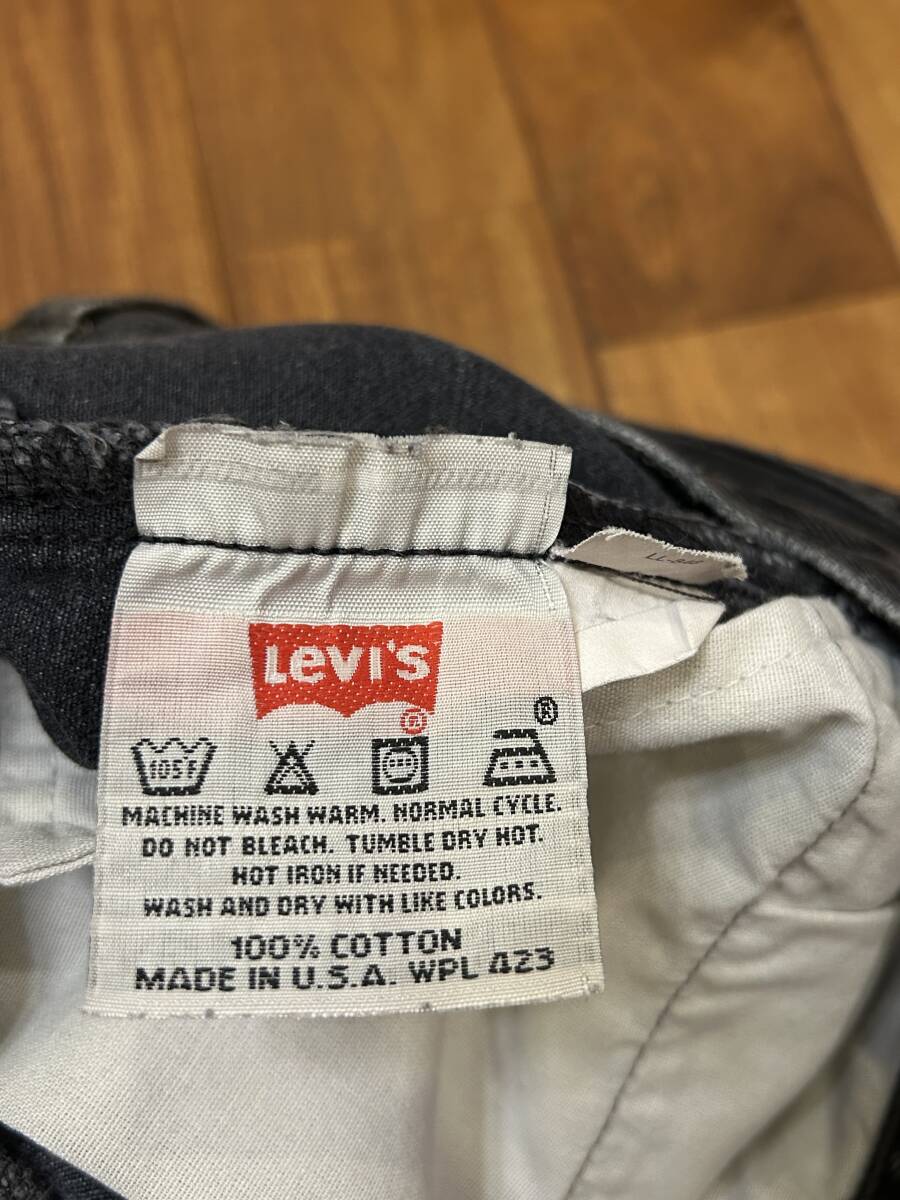 LEVI'S
®
®
105°F
MACHINE WASH WARM. NORMAL CYCLE.
DO NOT BLEACH. TUMBLE DRY HOT.
HOT IRON IF NEEDED.
WASH AND DRY WITH LIKE COLORS.
100% COTTON
MADE IN U.S.A. WPL 423